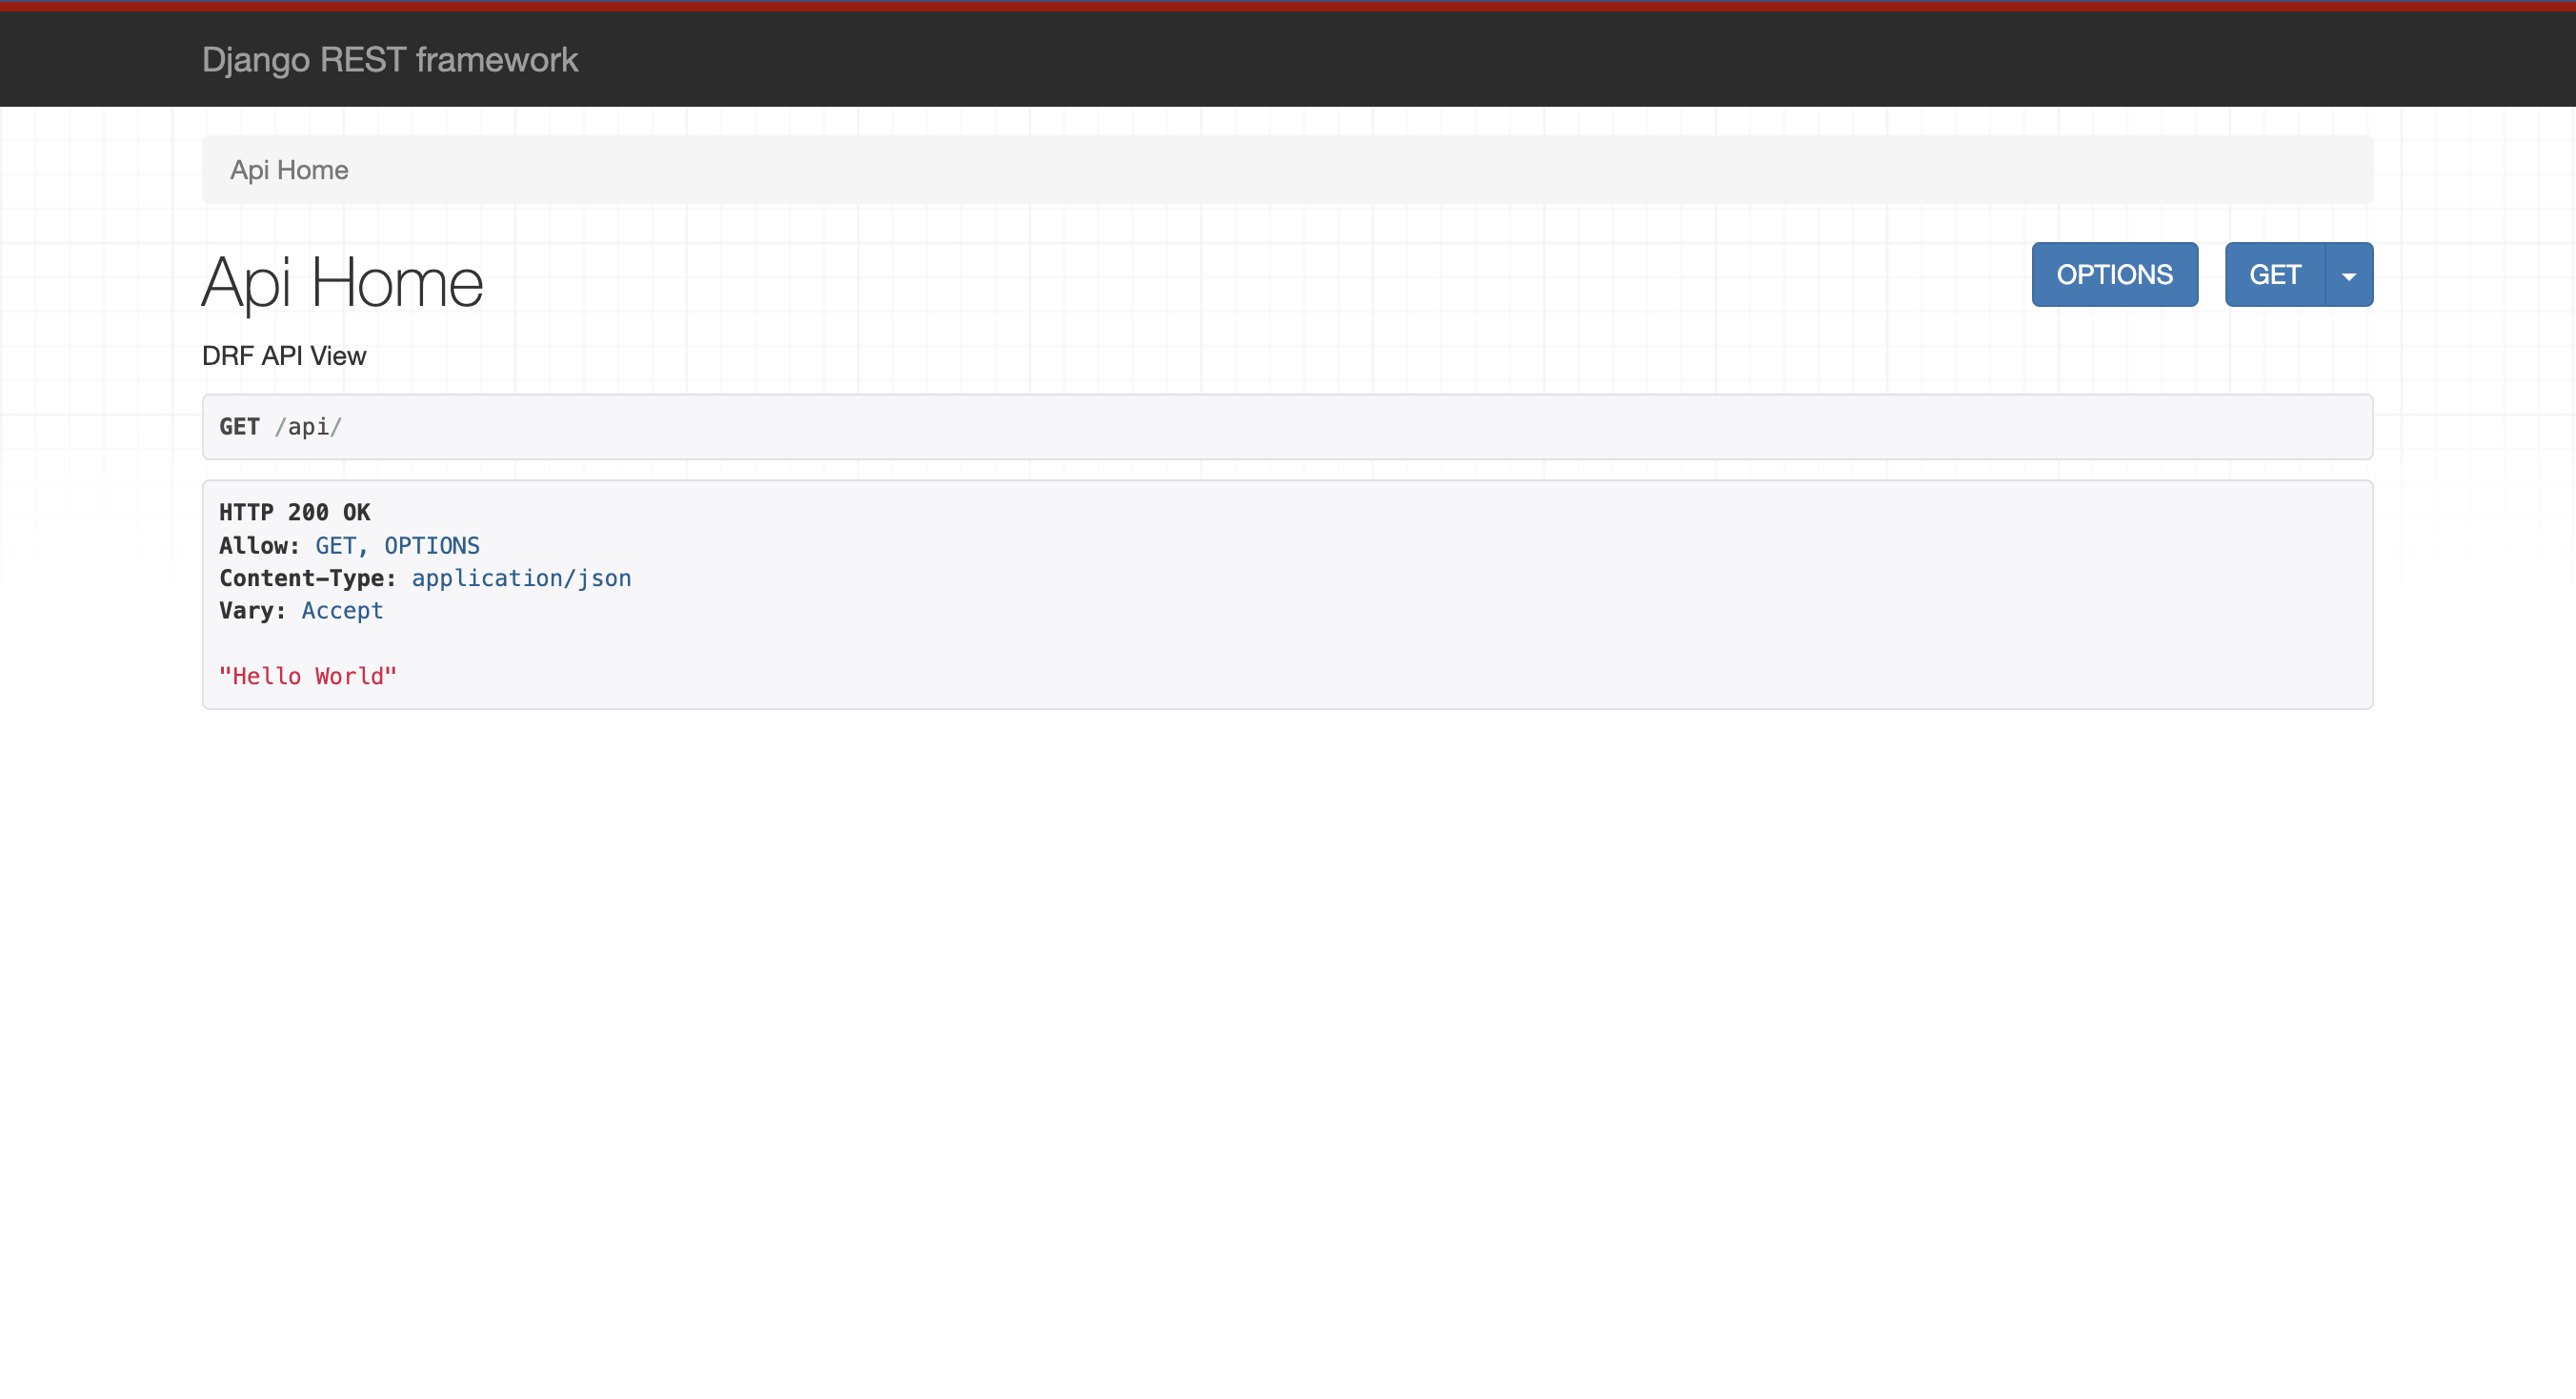 Django REST framework
Api Home
Api Home
OPTIONS
GET
DRF API View
GET /api/
HTTP 200 OK
Allow: GET, OPTIONS
Content-Type: application/json
Vary: Accept
"Hello World"